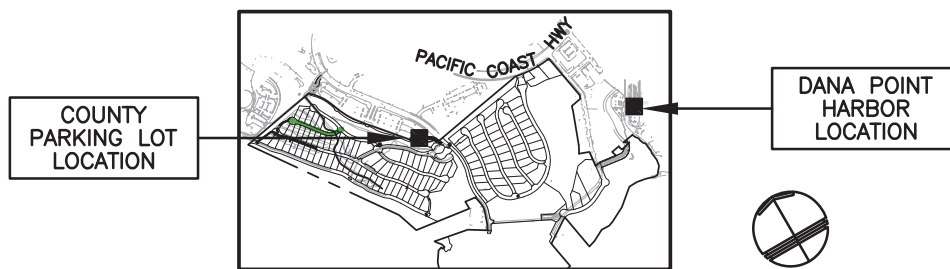 PACIFIC COAST HWY
COUNTY
PARKING LOT
LOCATION
DANA POINT
HARBOR
LOCATION